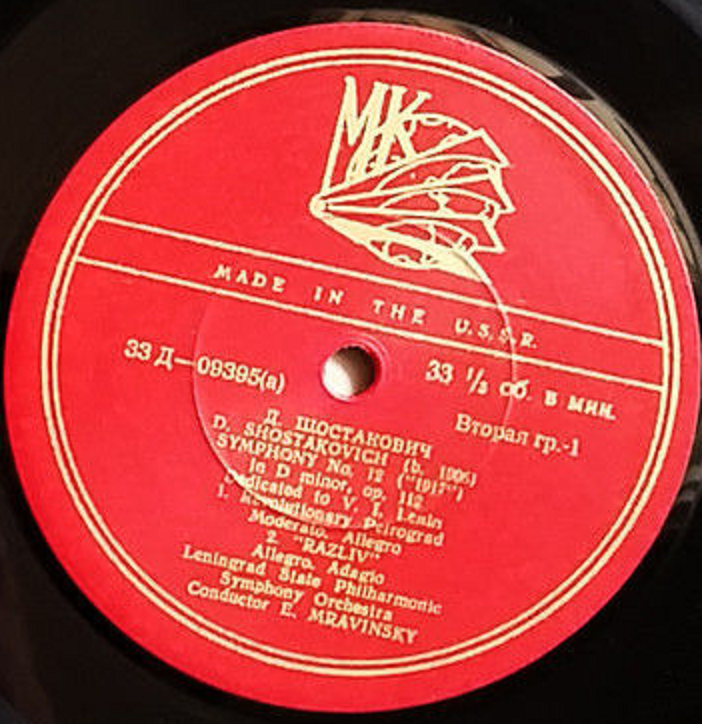 МК
MADE IN THE U.S.S.R.
33 Д—09395(а)
33 1/3 об. в мин.
Вторая гр.-1
Д. ШОСТАКОВИЧ
D. SHOSTAKOVICH (b. 1906)
SYMPHONY No. 12 ("1917")
in D minor, op. 112
Dedicated to V. I. Lenin
1. Revolutionary Petrograd
Moderato. Allegro
2. "RAZLIV"
Allegro. Adagio
Leningrad State Philharmonic
Symphony Orchestra
Conductor E. MRAVINSKY